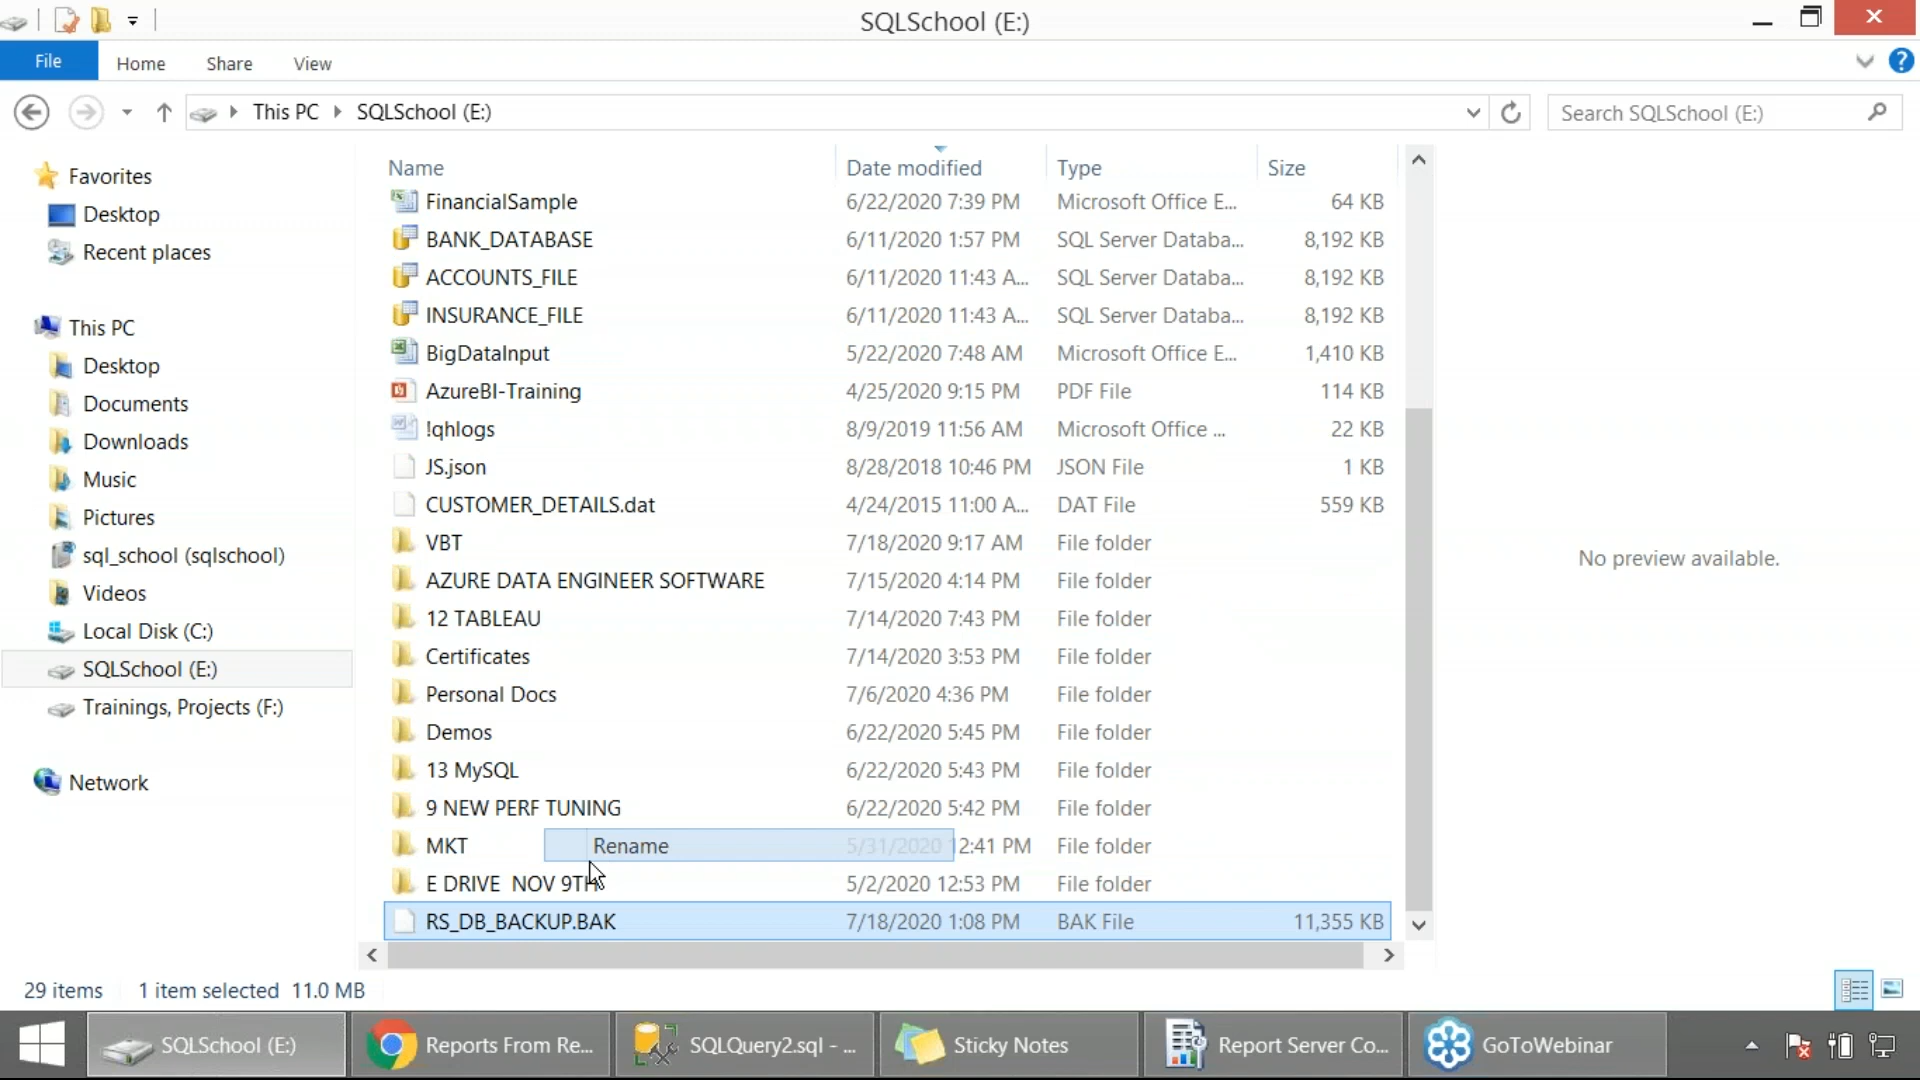 SQLSchool (E:)
File Home Share View
This PC SQLSchool (E:) Search SQLSchool (E:)
Favorites
Desktop
Recent places
This PC
Desktop
Documents
Downloads
Music
Pictures
sql_school (sqlschool)
Videos
Local Disk (C:)
SQLSchool (E:)
Trainings, Projects (F:)
Network
Name Date modified Type Size
FinancialSample 6/22/2020 7:39 PM Microsoft Office E... 64 KB
BANK_DATABASE 6/11/2020 1:57 PM SQL Server Databa... 8,192 KB
ACCOUNTS_FILE 6/11/2020 11:43 A... SQL Server Databa... 8,192 KB
INSURANCE_FILE 6/11/2020 11:43 A... SQL Server Databa... 8,192 KB
BigDataInput 5/22/2020 7:48 AM Microsoft Office E... 1,410 KB
AzureBI-Training 4/25/2020 9:15 PM PDF File 114 KB
!qhlogs 8/9/2019 11:56 AM Microsoft Office ... 22 KB
JS.json 8/28/2018 10:46 PM JSON File 1 KB
CUSTOMER_DETAILS.dat 4/24/2015 11:00 A... DAT File 559 KB
VBT 7/18/2020 9:17 AM File folder
AZURE DATA ENGINEER SOFTWARE 7/15/2020 4:14 PM File folder
12 TABLEAU 7/14/2020 7:43 PM File folder
Certificates 7/14/2020 3:53 PM File folder
Personal Docs 7/6/2020 4:36 PM File folder
Demos 6/22/2020 5:45 PM File folder
13 MySQL 6/22/2020 5:43 PM File folder
9 NEW PERF TUNING 6/22/2020 5:42 PM File folder
MKT Rename 5/31/2020 12:41 PM File folder
E DRIVE NOV 9TH 5/2/2020 12:53 PM File folder
RS_DB_BACKUP.BAK 7/18/2020 1:08 PM BAK File 11,355 KB
No preview available.
29 items 1 item selected 11.0 MB
SQLSchool (E:) Reports From Re... SQLQuery2.sql - ... Sticky Notes Report Server Co... GoToWebinar